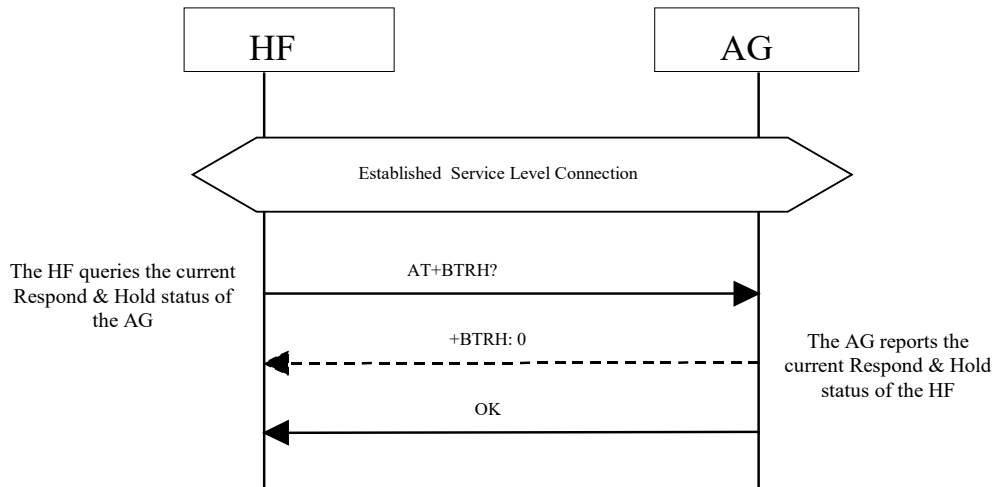 HF
AG
Established Service Level Connection
The HF queries the current
Respond & Hold status of
the AG
AT+BTRH?
+BTRH: 0
The AG reports the
current Respond & Hold
status of the HF
OK